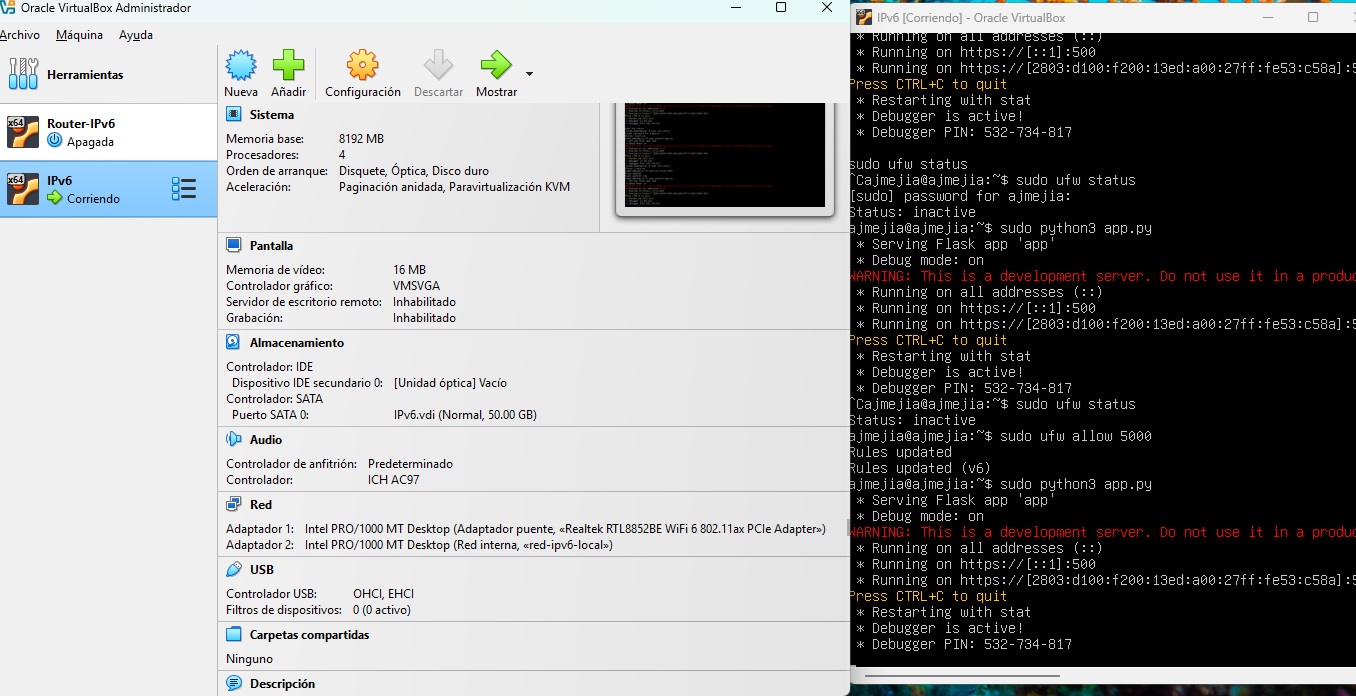 Oracle VirtualBox Administrador
Archivo Máquina Ayuda
Herramientas
Router-IPv6
Apagada
IPv6
Corriendo
Nueva Añadir Configuración Descartar Mostrar
Sistema
Memoria base: 8192 MB
Procesadores: 4
Orden de arranque: Disquete, Óptica, Disco duro
Aceleración: Paginación anidada, Paravirtualización KVM
Pantalla
Memoria de vídeo: 16 MB
Controlador gráfico: VMSVGA
Servidor de escritorio remoto: Inhabilitado
Grabación: Inhabilitado
Almacenamiento
Controlador: IDE
Dispositivo IDE secundario 0: [Unidad óptica] Vacío
Controlador: SATA
Puerto SATA 0: IPv6.vdi (Normal, 50.00 GB)
Audio
Controlador de anfitrión: Predeterminado
Controlador: ICH AC97
Red
Adaptador 1: Intel PRO/1000 MT Desktop (Adaptador puente, «Realtek RTL8852BE WiFi 6 802.11ax PCIe Adapter»)
Adaptador 2: Intel PRO/1000 MT Desktop (Red interna, «red-ipv6-local»)
USB
Controlador USB: OHCI, EHCI
Filtros de dispositivos: 0 (0 activo)
Carpetas compartidas
Ninguno
Descripción
IPv6 [Corriendo] - Oracle VirtualBox
* Running on all addresses (::)
* Running on https://[::1]:500
* Running on https://[2803:d100:f200:13ed:a00:27ff:fe53:c58a]:5
Press CTRL+C to quit
* Restarting with stat
* Debugger is active!
* Debugger PIN: 532-734-817
sudo ufw status
^Cajmejia@ajmejia:~$ sudo ufw status
[sudo] password for ajmejia:
Status: inactive
ajmejia@ajmejia:~$ sudo python3 app.py
* Serving Flask app 'app'
* Debug mode: on
WARNING: This is a development server. Do not use it in a produc
* Running on all addresses (::)
* Running on https://[::1]:500
* Running on https://[2803:d100:f200:13ed:a00:27ff:fe53:c58a]:5
Press CTRL+C to quit
* Restarting with stat
* Debugger is active!
* Debugger PIN: 532-734-817
^Cajmejia@ajmejia:~$ sudo ufw status
Status: inactive
ajmejia@ajmejia:~$ sudo ufw allow 5000
Rules updated
Rules updated (v6)
ajmejia@ajmejia:~$ sudo python3 app.py
* Serving Flask app 'app'
* Debug mode: on
WARNING: This is a development server. Do not use it in a produc
* Running on all addresses (::)
* Running on https://[::1]:500
* Running on https://[2803:d100:f200:13ed:a00:27ff:fe53:c58a]:5
Press CTRL+C to quit
* Restarting with stat
* Debugger is active!
* Debugger PIN: 532-734-817